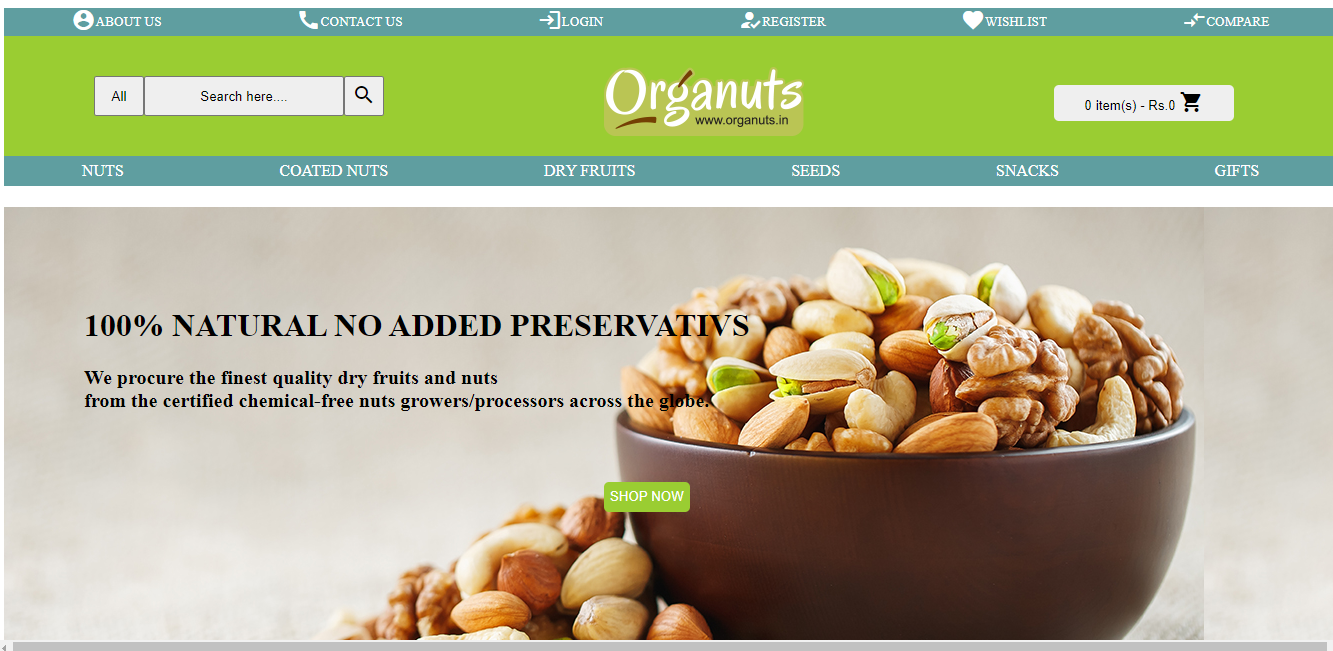 ABOUT US CONTACT US LOGIN REGISTER WISHLIST COMPARE
All Search here.... Organuts
www.organuts.in
0 item(s) - Rs.0
NUTS COATED NUTS DRY FRUITS SEEDS SNACKS GIFTS
100% NATURAL NO ADDED PRESERVATIVS
We procure the finest quality dry fruits and nuts
from the certified chemical-free nuts growers/processors across the globe.
SHOP NOW